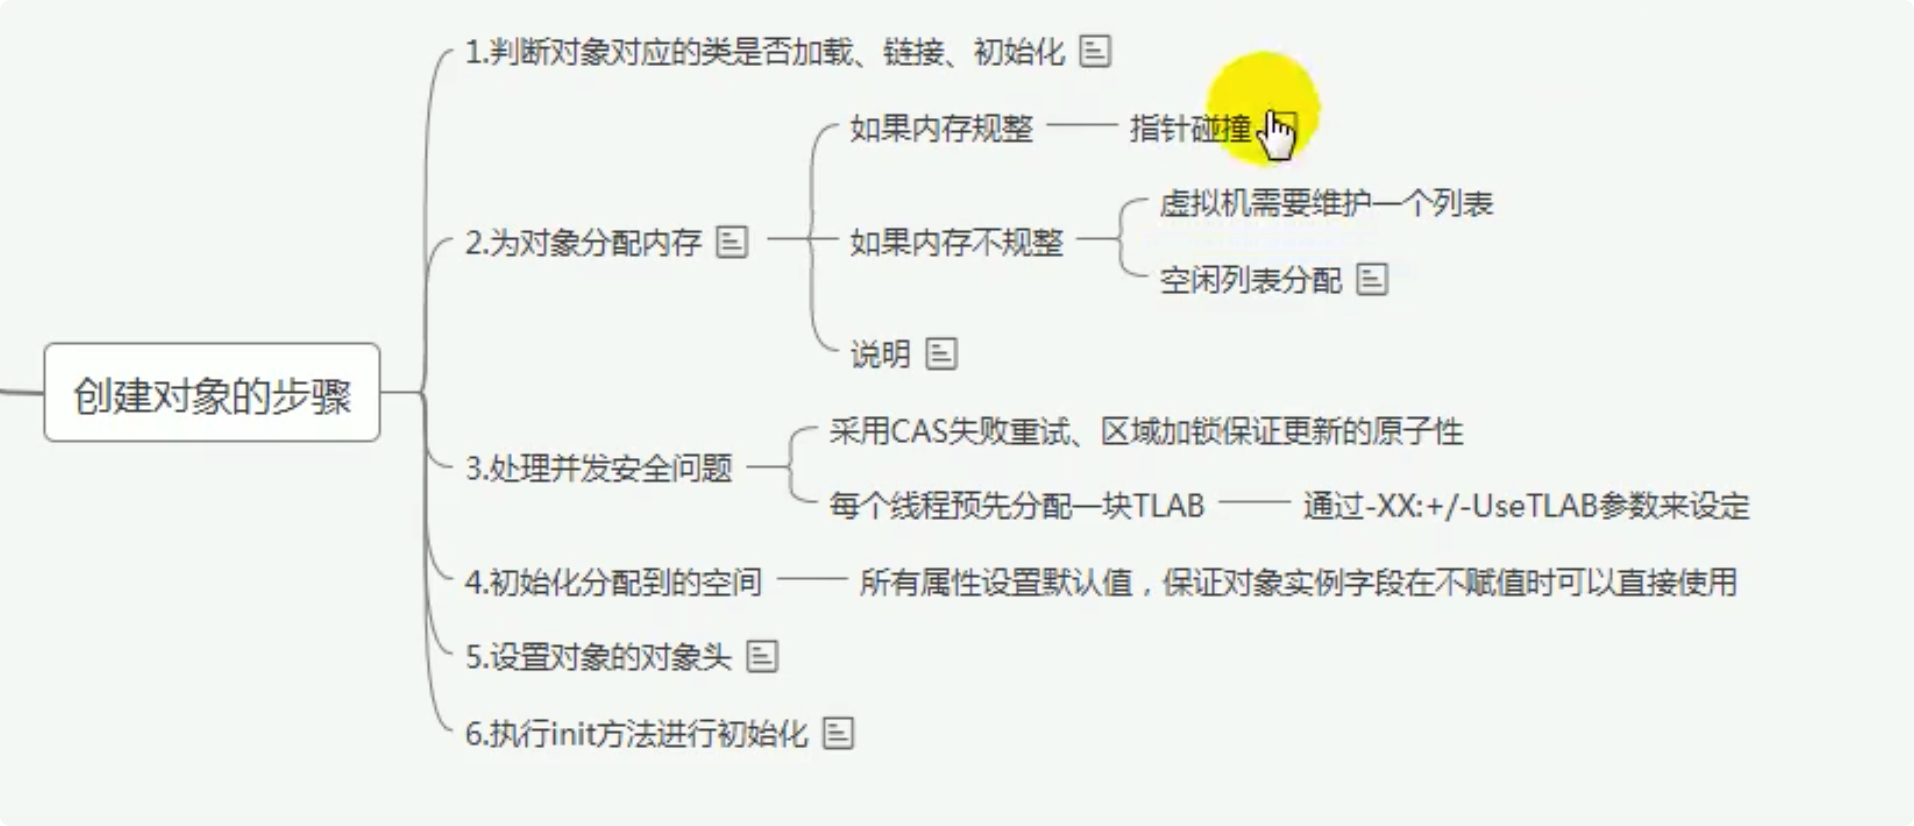 1.判断对象对应的类是否加载、链接、初始化
如果内存规整
指针碰撞
虚拟机需要维护一个列表
2.为对象分配内存
如果内存不规整
空闲列表分配
说明
创建对象的步骤
采用CAS失败重试、区域加锁保证更新的原子性
3.处理并发安全问题
每个线程预先分配一块TLAB
通过-XX:+/-UseTLAB参数来设定
4.初始化分配到的空间
所有属性设置默认值，保证对象实例字段在不赋值时可以直接使用
5.设置对象的对象头
6.执行init方法进行初始化